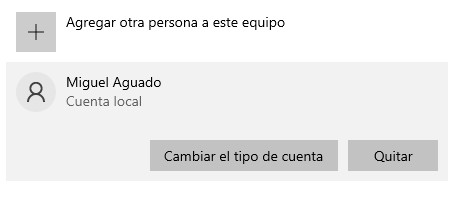 Agregar otra persona a este equipo
Miguel Aguado
Cuenta local
Cambiar el tipo de cuenta
Quitar